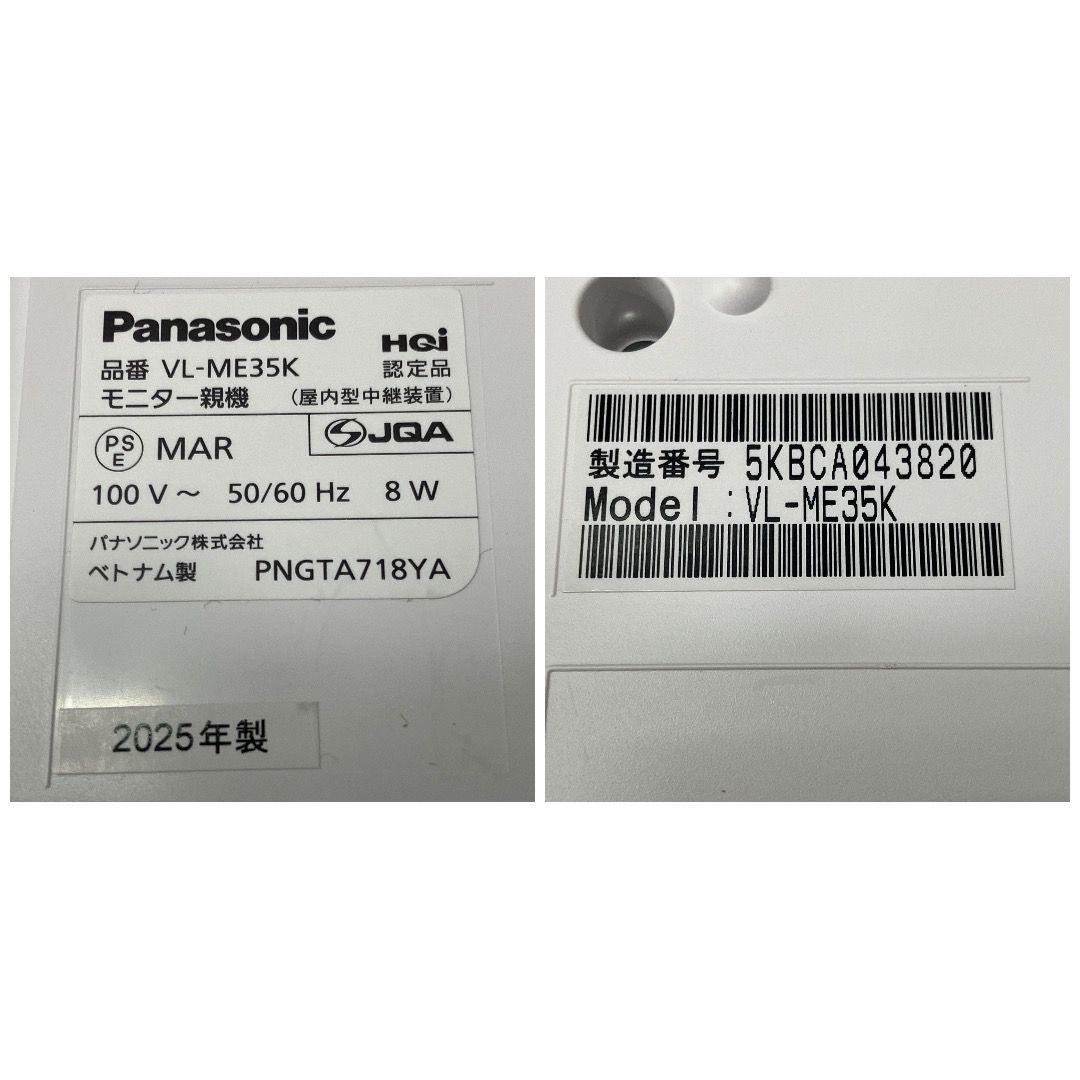 Panasonic
HQi
品番 VL-ME35K 認定品
モニター親機 (屋内型中継装置)
PSE MAR JQA
100 V ~ 50/60 Hz 8 W
パナソニック株式会社
ベトナム製 PNGTA718YA
2025年製
製造番号 5KBCA043820
Model : VL-ME35K